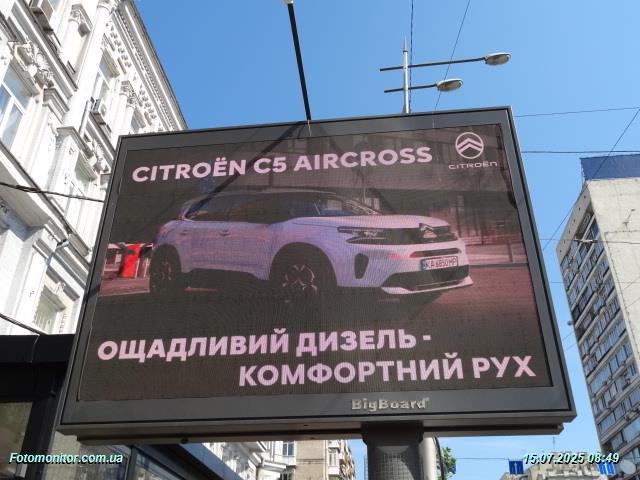 CITROËN C5 AIRCROSS
CITROËN
ОЩАДЛИВИЙ ДИЗЕЛЬ -
КОМФОРТНИЙ РУХ
BigBoard
Fotomonitor.com.ua
15.07.2025 08:49